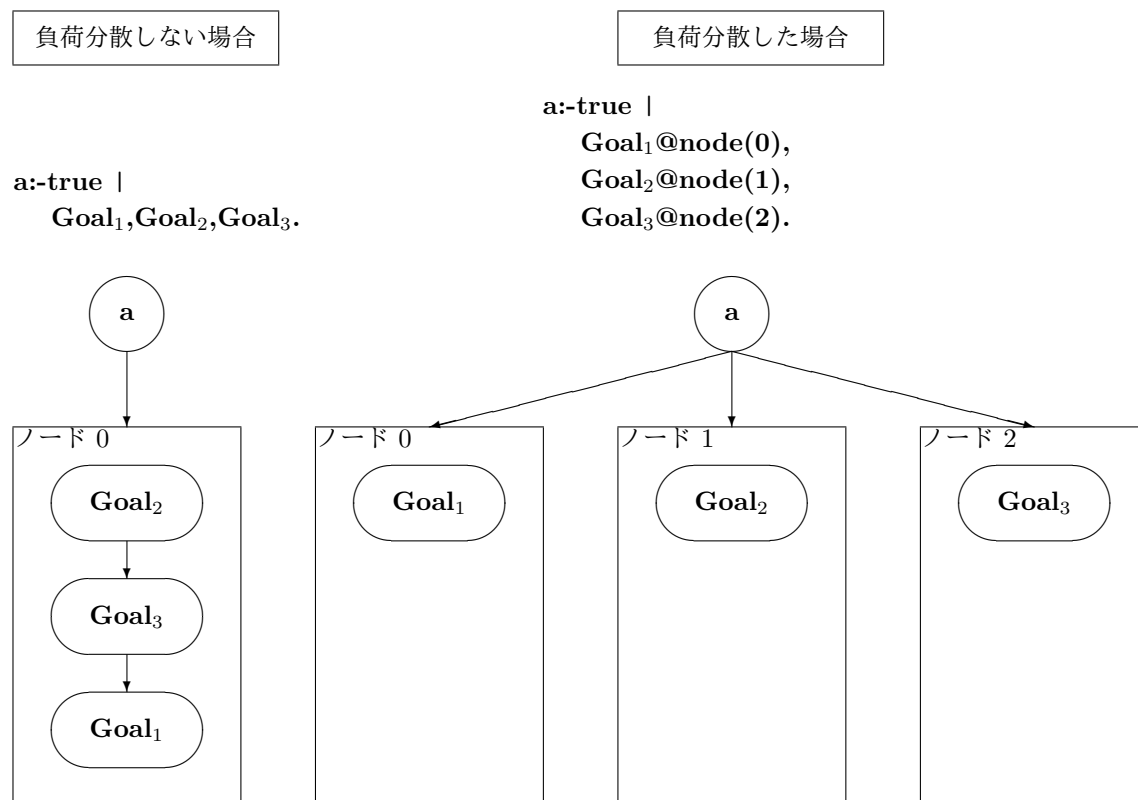 負荷分散しない場合
a:-true |
Goal₁,Goal₂,Goal₃.
a
ノード 0
Goal₂
Goal₃
Goal₁
負荷分散した場合
a:-true |
Goal₁@node(0),
Goal₂@node(1),
Goal₃@node(2).
a
ノード 0
Goal₁
ノード 1
Goal₂
ノード 2
Goal₃